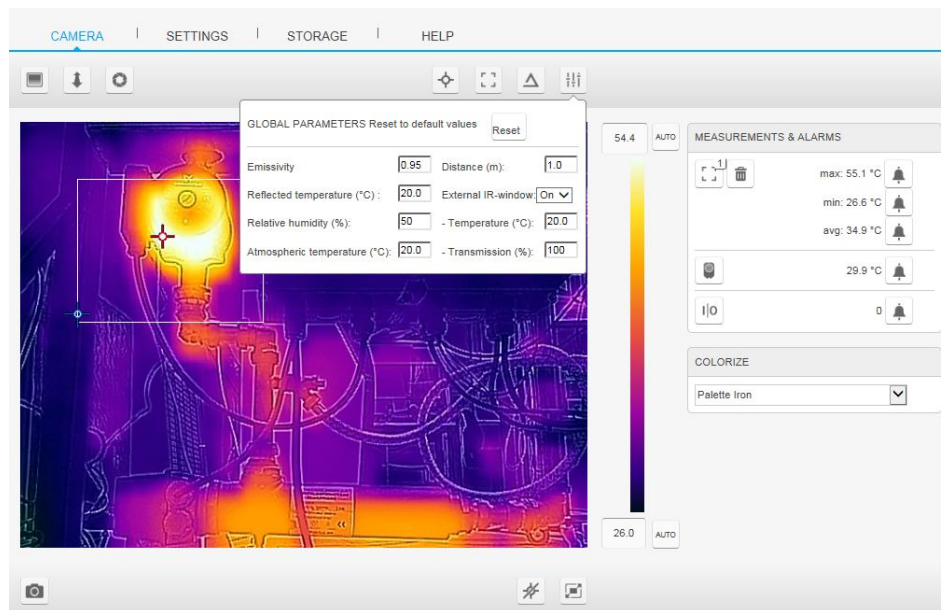 CAMERA | SETTINGS | STORAGE | HELP
GLOBAL PARAMETERS Reset to default values Reset
Emissivity 0.95 Distance (m): 1.0
Reflected temperature (°C) : 20.0 External IR-window: On
Relative humidity (%): 50 - Temperature (°C): 20.0
Atmospheric temperature (°C): 20.0 - Transmission (%): 100
54.4 AUTO
26.0 AUTO
MEASUREMENTS & ALARMS
1 max: 55.1 °C
min: 26.6 °C
avg: 34.9 °C
29.9 °C
I|O 0
COLORIZE
Palette Iron